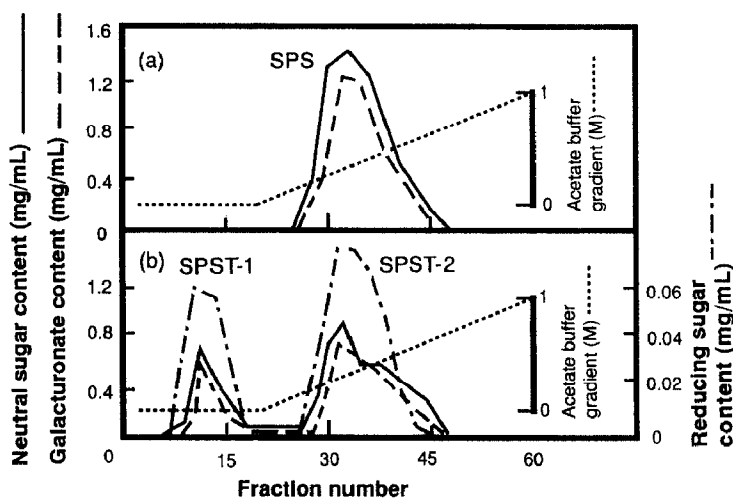 Neutral sugar content (mg/mL)
Galacturonate content (mg/mL)
1.6
1.2
0.8
0.4
0
(a)
SPS
1
0
Acetate buffer
gradient (M)
1.2
0.8
0.4
(b)
SPST-1
SPST-2
1
0
Acetate buffer
gradient (M)
0.06
0.04
0.02
0
Reducing sugar
content (mg/mL)
0
15
30
45
60
Fraction number